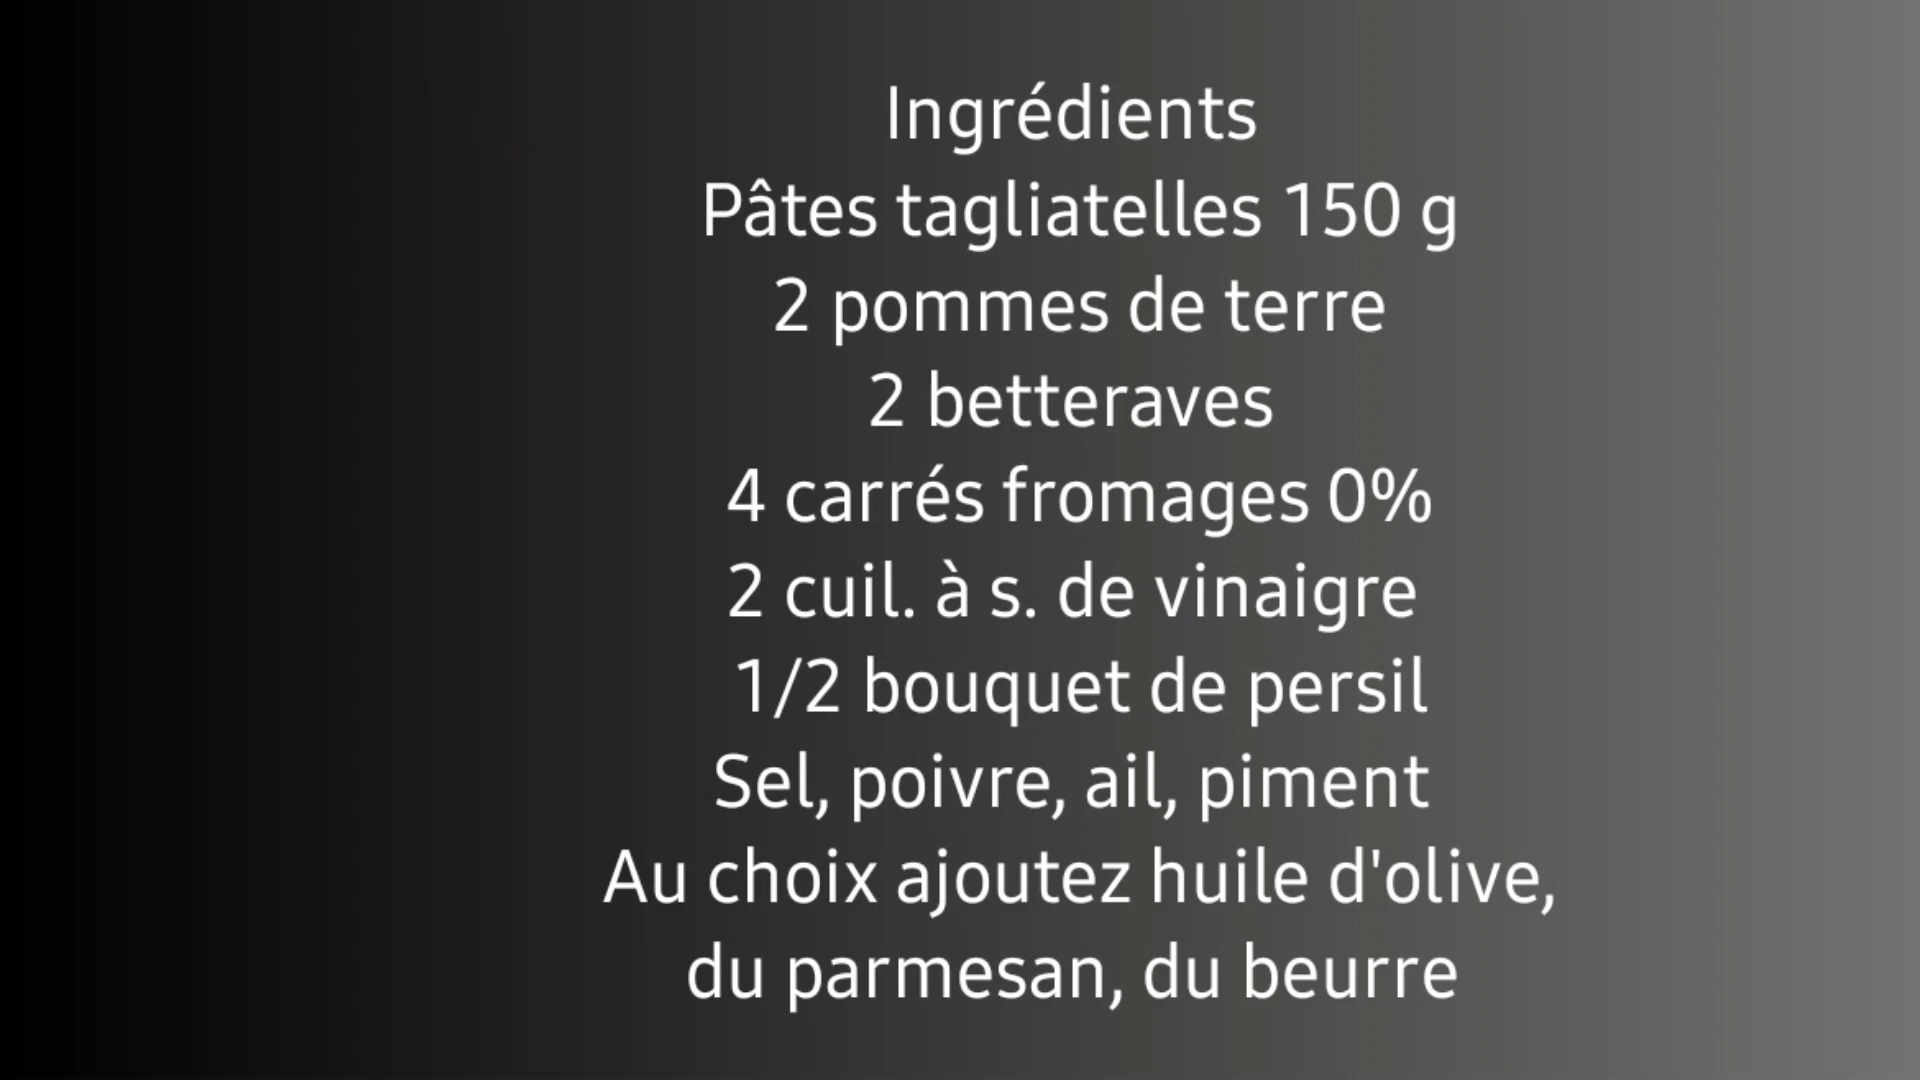 Ingrédients
Pâtes tagliatelles 150 g
2 pommes de terre
2 betteraves
4 carrés fromages 0%
2 cuil. à s. de vinaigre
1/2 bouquet de persil
Sel, poivre, ail, piment
Au choix ajoutez huile d'olive,
du parmesan, du beurre